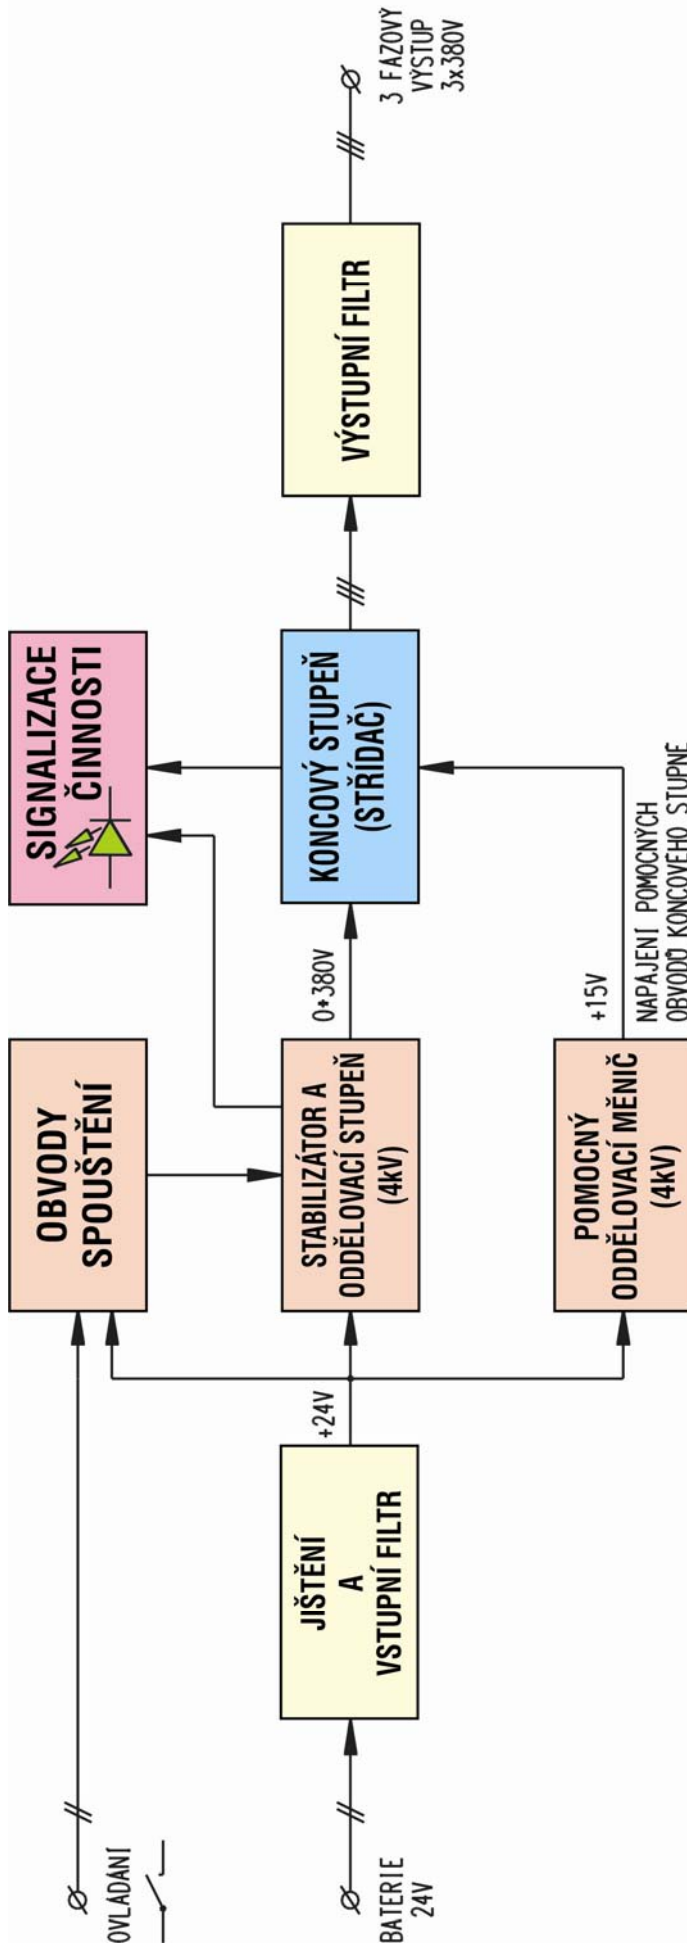 OVLÁDÁNÍ
BATERIE
24V
JIŠTĚNÍ
A
VSTUPNÍ FILTR
+24V
OBVODY
SPOUŠTĚNÍ
STABILIZÁTOR A
ODDĚLOVACÍ STUPEŇ
(4kV)
POMOCNÝ
ODDĚLOVACÍ MĚNIČ
(4kV)
0÷380V
+15V
NAPÁJENÍ POMOCNÝCH
OBVODŮ KONCOVÉHO STUPNĚ
SIGNALIZACE
ČINNOSTI
KONCOVÝ STUPEŇ
(STŘÍDAČ)
VÝSTUPNÍ FILTR
3 FÁZOVÝ
VÝSTUP
3x380V